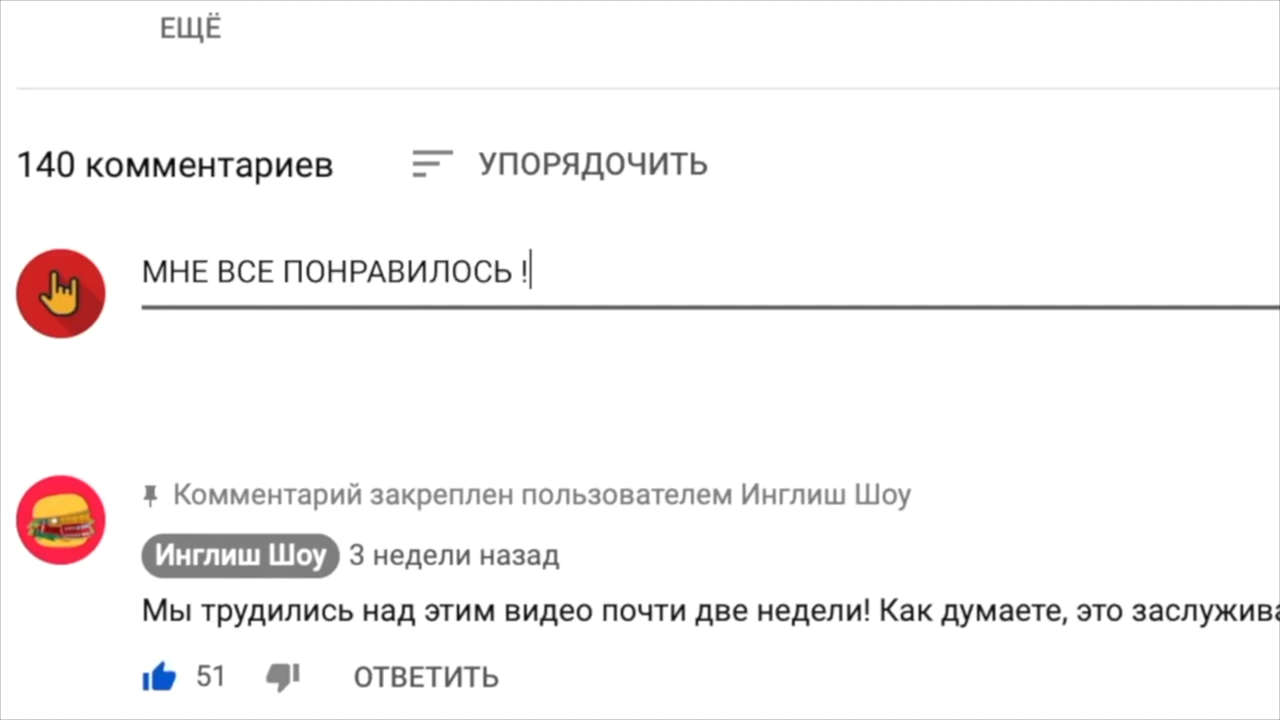 ЕЩЁ
140 комментариев УПОРЯДОЧИТЬ
МНЕ ВСЕ ПОНРАВИЛОСЬ !
Комментарий закреплен пользователем Инглиш Шоу
Инглиш Шоу 3 недели назад
Мы трудились над этим видео почти две недели! Как думаете, это заслужива
51 ОТВЕТИТЬ